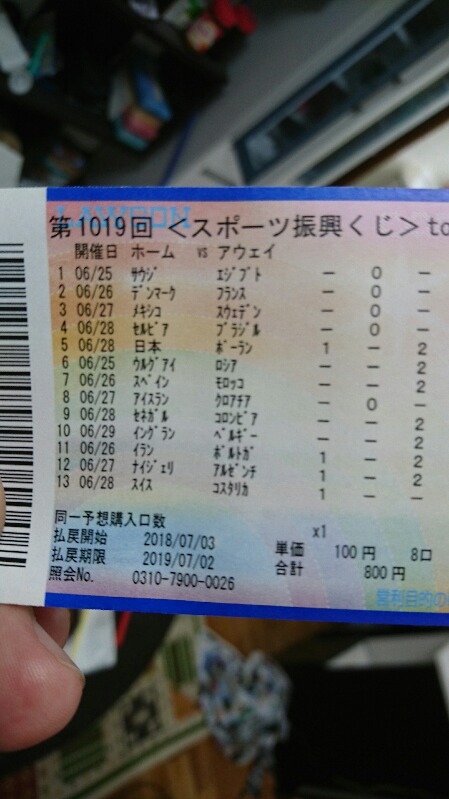 LAWSON
第1019回 <スポーツ振興くじ> to
開催日 ホーム VS アウェイ
1 06/25 サウジ エジプト - 0 -
2 06/26 デンマーク フランス - 0 -
3 06/27 メキシコ スウェデン - 0 -
4 06/28 セルビア ブラジル - 0 -
5 06/28 日本 ポーラン 1 - 2
6 06/25 ウルグアイ ロシア - - 2
7 06/26 スペイン モロッコ - - 2
8 06/27 アイスラン クロアチア - 0 -
9 06/28 セネガル コロンビア - - 2
10 06/29 イングラン ベルギー - - 2
11 06/26 イラン ポルトガ 1 - 2
12 06/27 ナイジェリ アルゼンチ 1 - 2
13 06/28 スイス コスタリカ 1 - -
同一予想購入口数 x1
払戻開始 2018/07/03 単価 100円 8口
払戻期限 2019/07/02 合計 800円
照会No. 0310-7900-0026
営利目的の